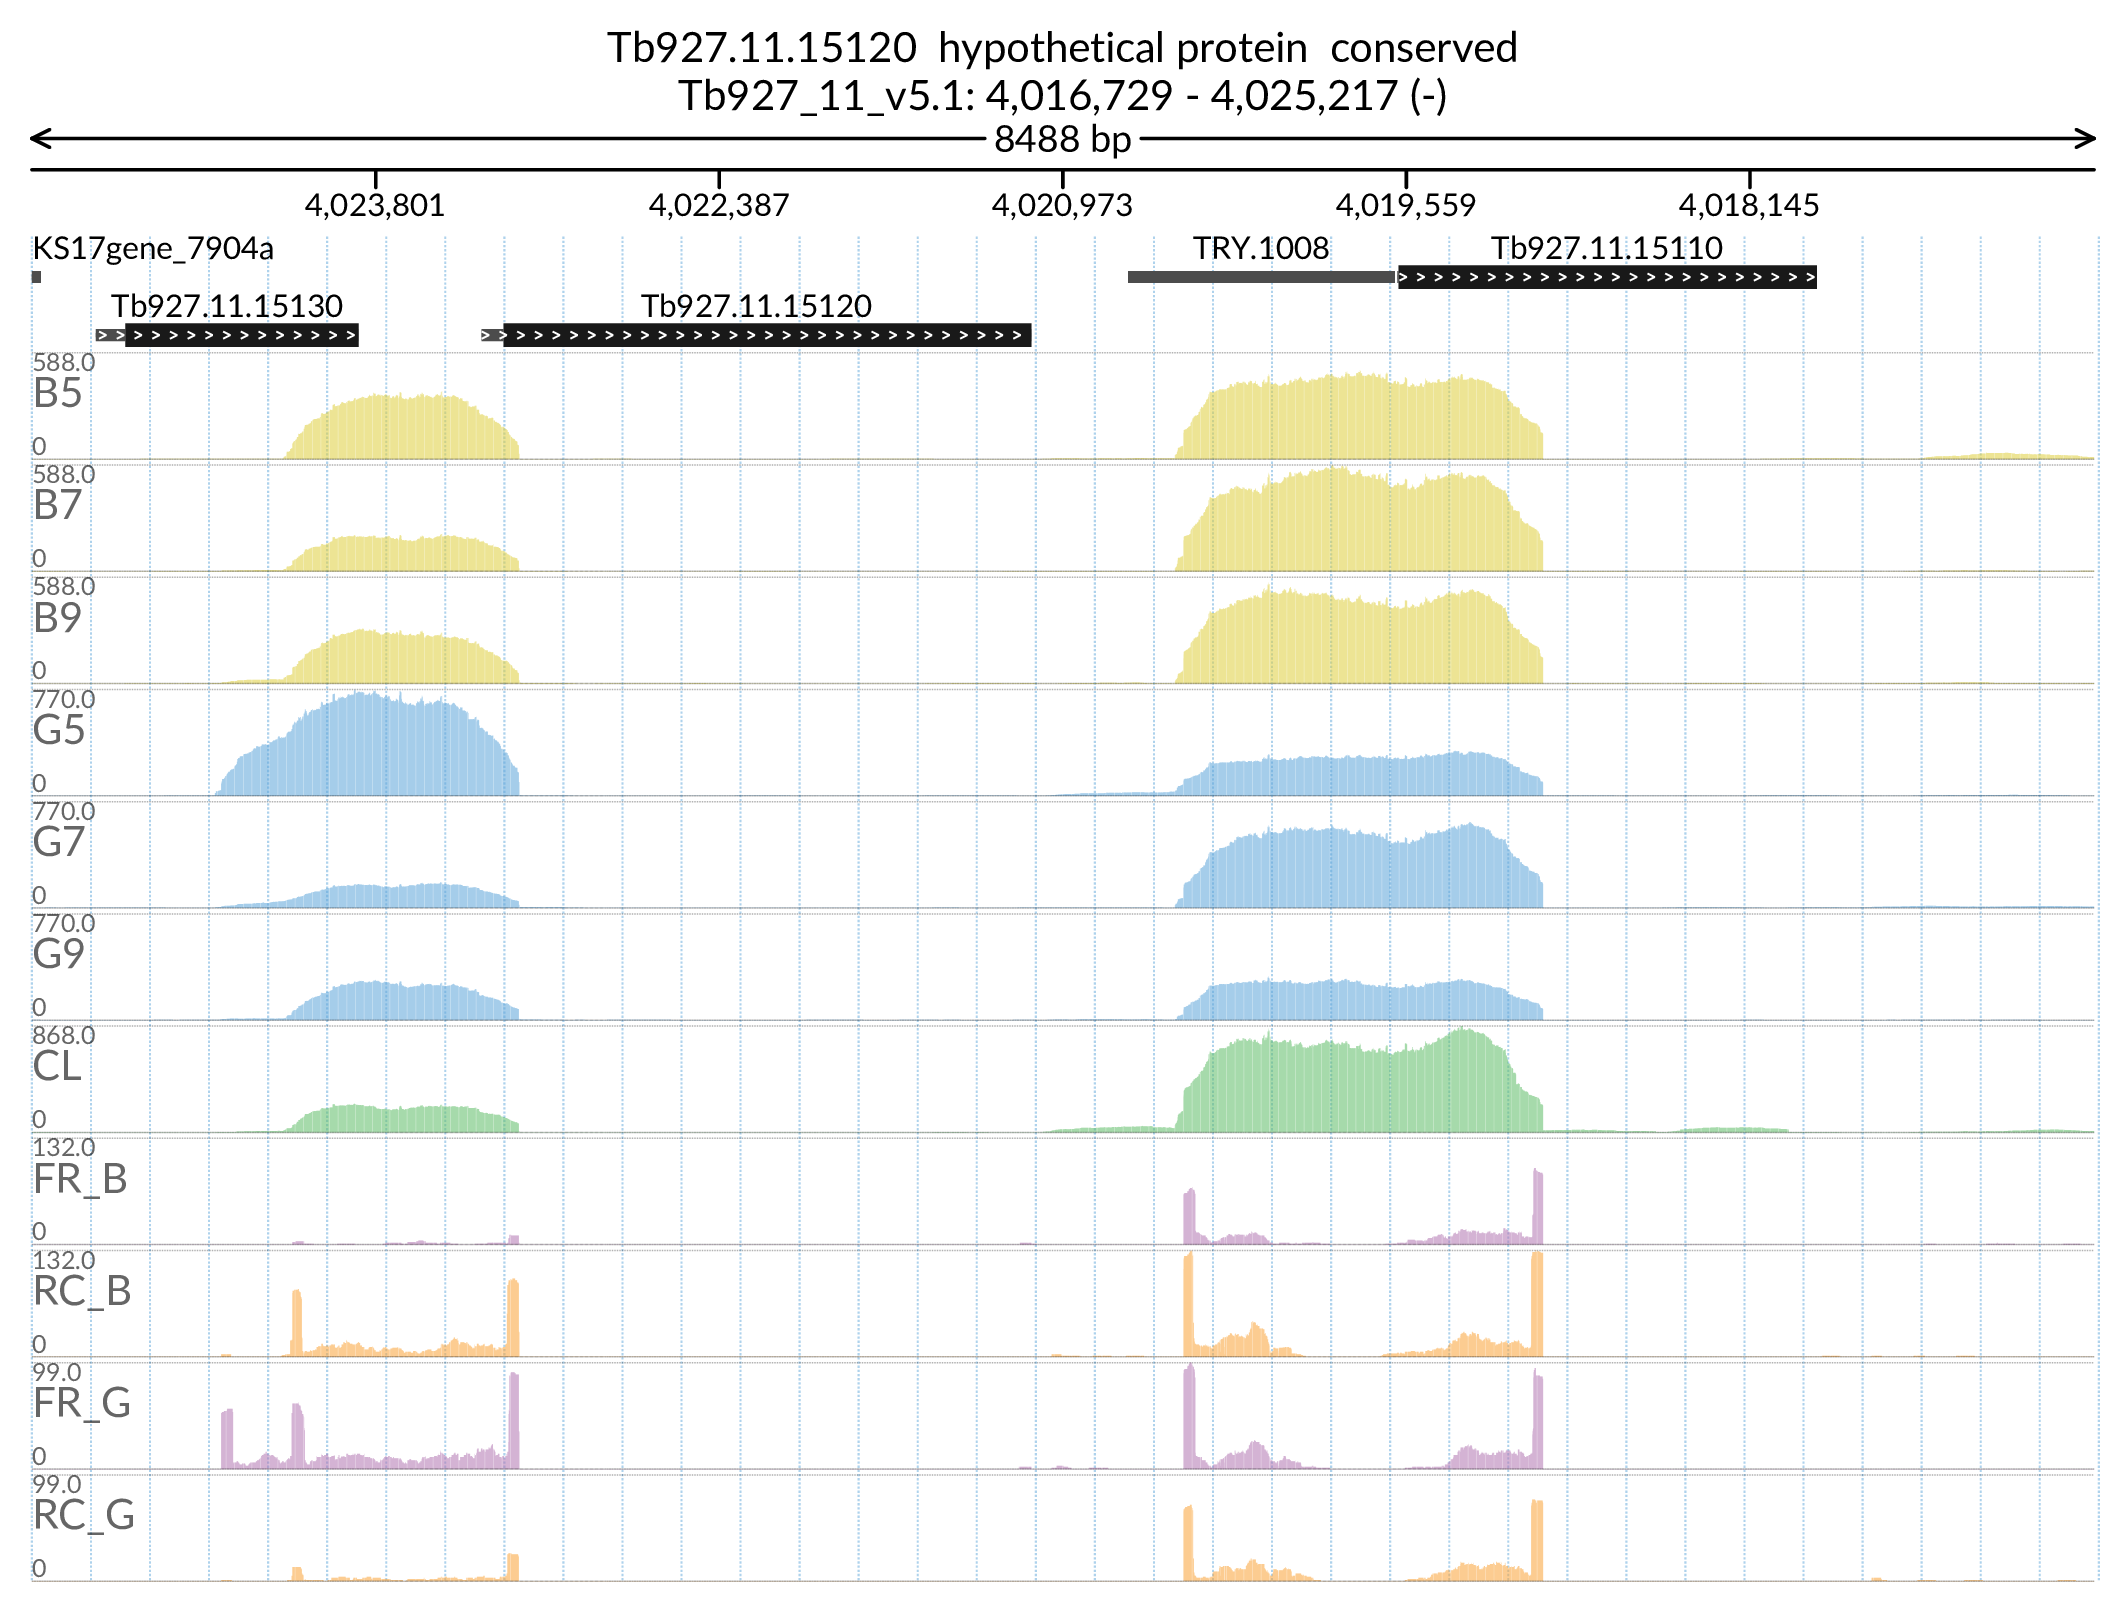 Tb927.11.15120 hypothetical protein conserved
Tb927_11_v5.1: 4,016,729 - 4,025,217 (-)
8488 bp
4,023,801 4,022,387 4,020,973 4,019,559 4,018,145
KS17gene_7904a TRY.1008 Tb927.11.15110
Tb927.11.15130 Tb927.11.15120
588.0
B5
0
588.0
B7
0
588.0
B9
0
770.0
G5
0
770.0
G7
0
770.0
G9
0
868.0
CL
0
132.0
FR_B
0
132.0
RC_B
0
99.0
FR_G
0
99.0
RC_G
0